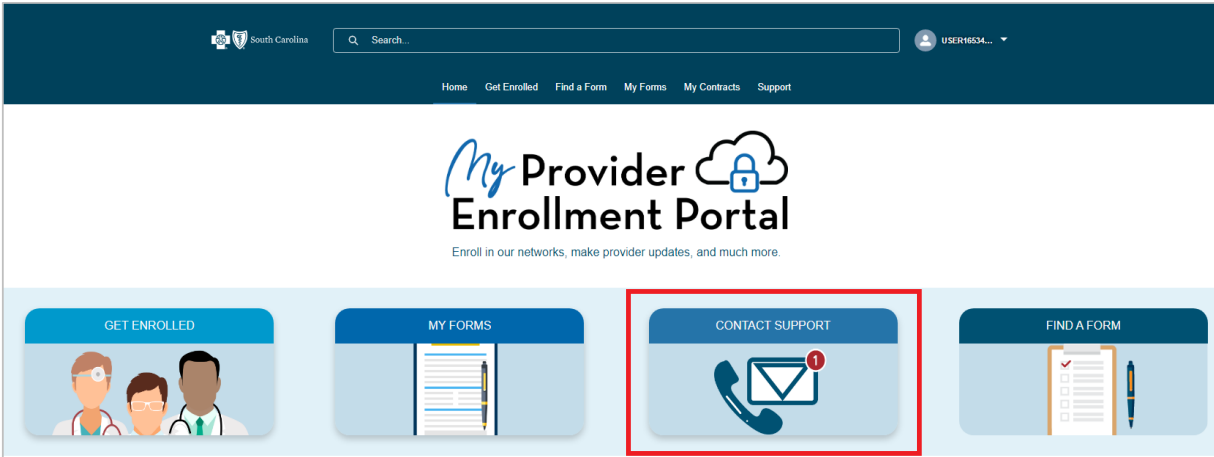 South Carolina
Search...
USER16534...
Home Get Enrolled Find a Form My Forms My Contracts Support
My Provider
Enrollment Portal
Enroll in our networks, make provider updates, and much more.
GET ENROLLED
MY FORMS
CONTACT SUPPORT
1
FIND A FORM